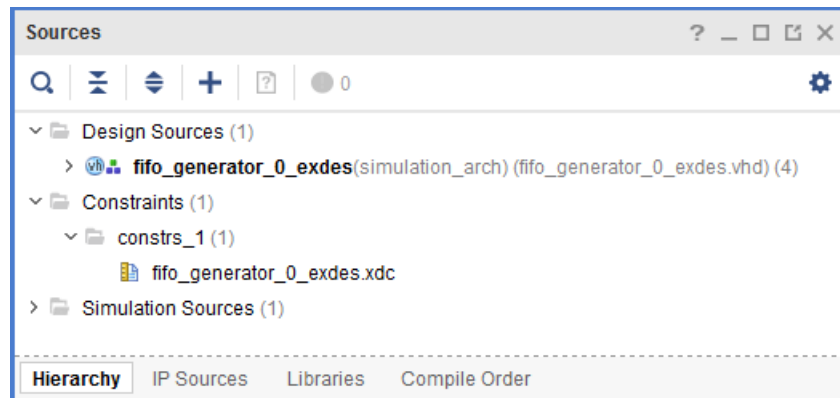 Sources
0
Design Sources (1)
fifo_generator_0_exdes(simulation_arch) (fifo_generator_0_exdes.vhd) (4)
Constraints (1)
constrs_1 (1)
fifo_generator_0_exdes.xdc
Simulation Sources (1)
Hierarchy IP Sources Libraries Compile Order